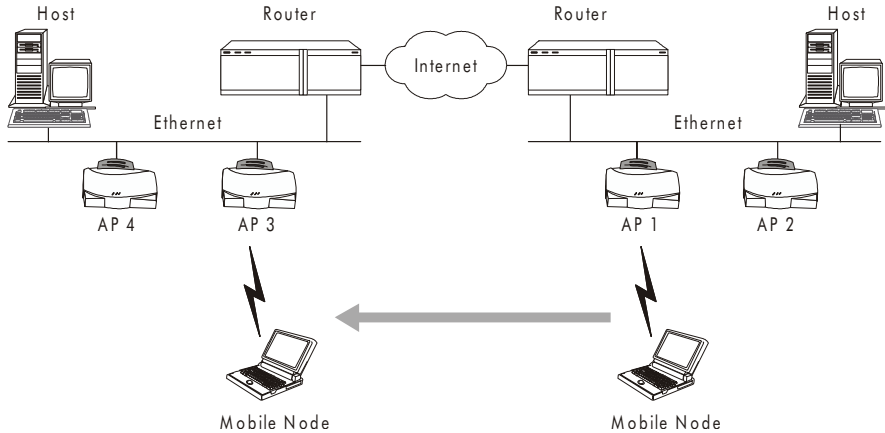 Host
Router
Router
Host
Internet
Ethernet
Ethernet
AP 4
AP 3
AP 1
AP 2
Mobile Node
Mobile Node